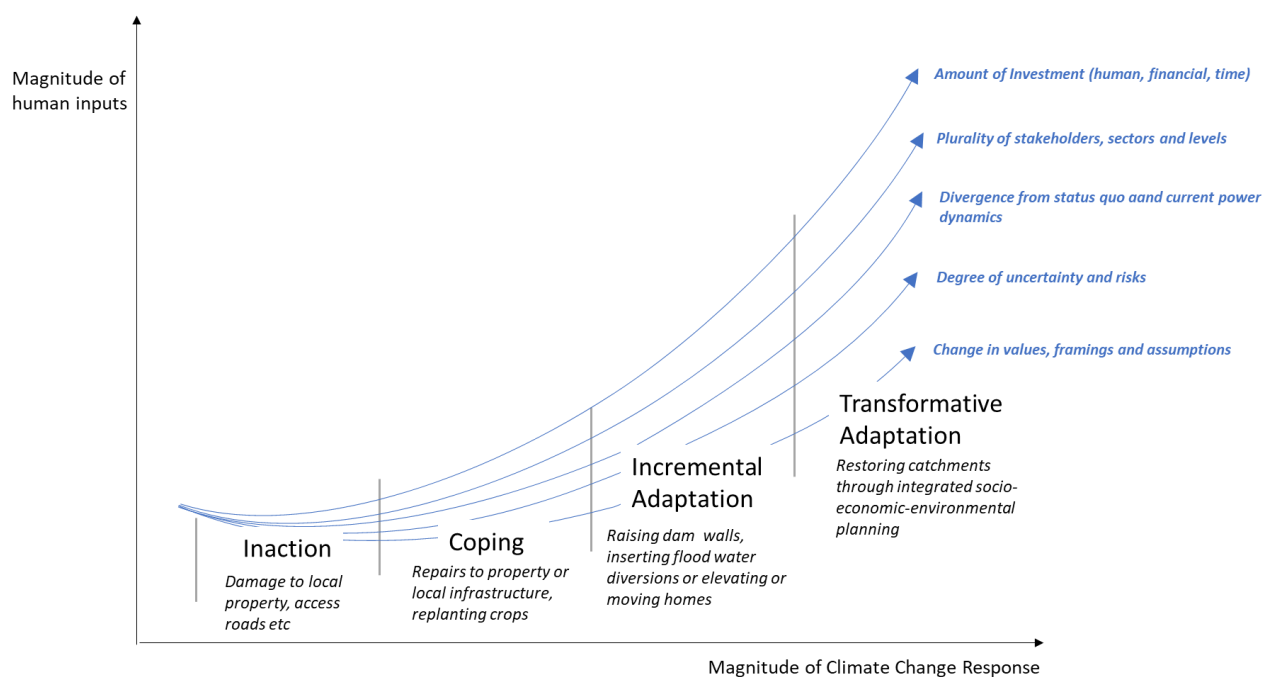 Magnitude of
human inputs
Amount of Investment (human, financial, time)
Plurality of stakeholders, sectors and levels
Divergence from status quo aand current power
dynamics
Degree of uncertainty and risks
Change in values, framings and assumptions
Inaction
Damage to local
property, access
roads etc
Coping
Repairs to property or
local infrastructure,
replanting crops
Incremental
Adaptation
Raising dam walls,
inserting flood water
diversions or elevating or
moving homes
Transformative
Adaptation
Restoring catchments
through integrated socio-
economic-environmental
planning
Magnitude of Climate Change Response